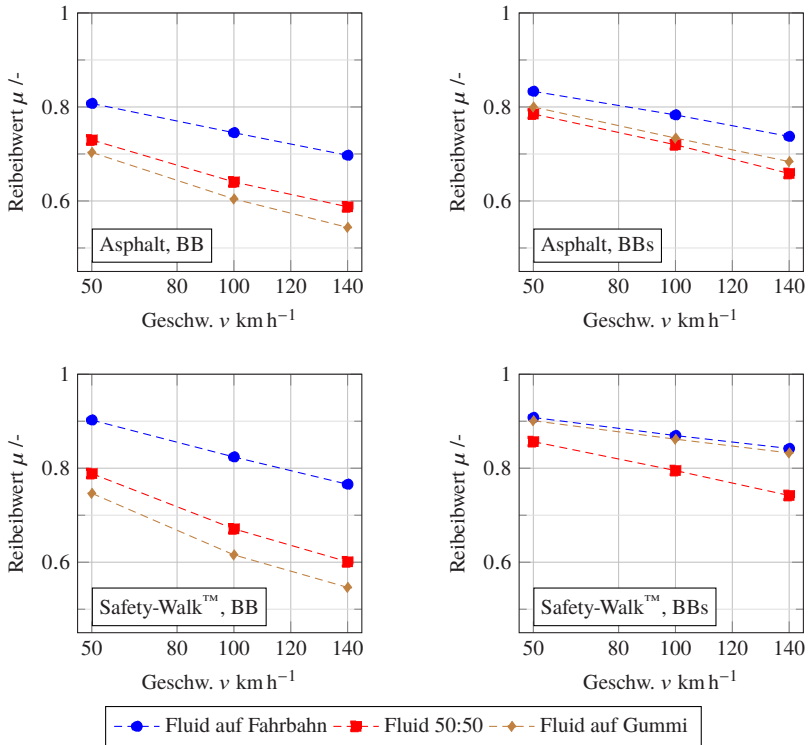 1
0.8
0.6
Reibeibwert μ /-
Asphalt, BB
50 80 100 120 140
Geschw. v km h⁻¹
1
0.8
0.6
Reibeibwert μ /-
Asphalt, BBs
50 80 100 120 140
Geschw. v km h⁻¹
1
0.8
0.6
Reibeibwert μ /-
Safety-Walk™, BB
50 80 100 120 140
Geschw. v km h⁻¹
1
0.8
0.6
Reibeibwert μ /-
Safety-Walk™, BBs
50 80 100 120 140
Geschw. v km h⁻¹
Fluid auf Fahrbahn Fluid 50:50 Fluid auf Gummi